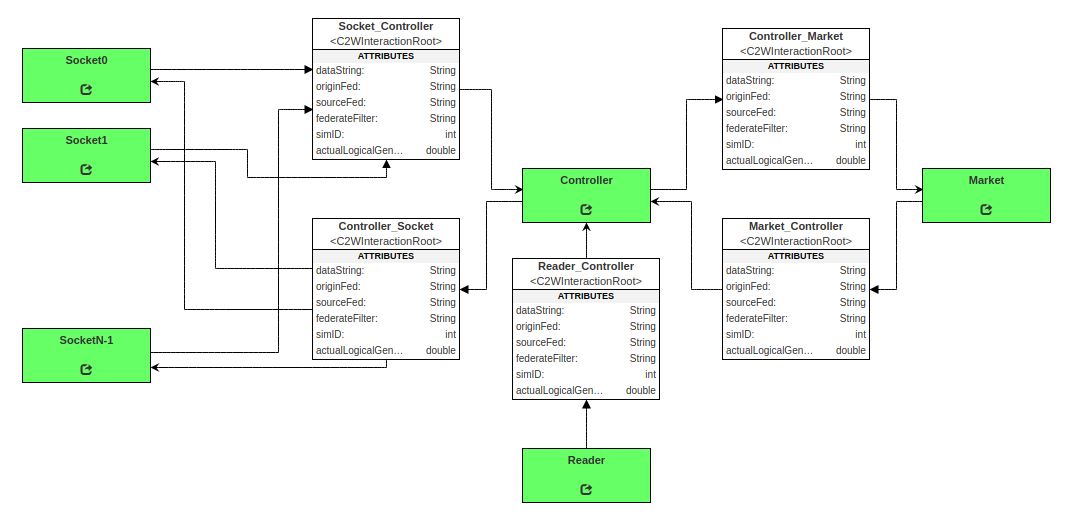 Socket0
Socket1
SocketN-1
Socket_Controller
<C2WInteractionRoot>
ATTRIBUTES
dataString: String
originFed: String
sourceFed: String
federateFilter: String
simID: int
actualLogicalGen... double
Controller_Socket
<C2WInteractionRoot>
ATTRIBUTES
dataString: String
originFed: String
sourceFed: String
federateFilter: String
simID: int
actualLogicalGen... double
Controller
Reader_Controller
<C2WInteractionRoot>
ATTRIBUTES
dataString: String
originFed: String
sourceFed: String
federateFilter: String
simID: int
actualLogicalGen... double
Reader
Controller_Market
<C2WInteractionRoot>
ATTRIBUTES
dataString: String
originFed: String
sourceFed: String
federateFilter: String
simID: int
actualLogicalGen... double
Market_Controller
<C2WInteractionRoot>
ATTRIBUTES
dataString: String
originFed: String
sourceFed: String
federateFilter: String
simID: int
actualLogicalGen... double
Market